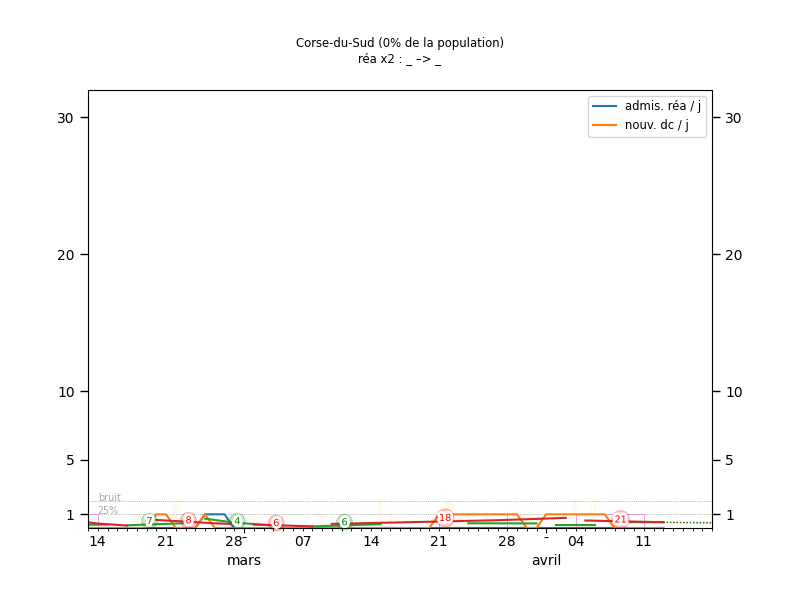 Corse-du-Sud (0% de la population)
réa x2 : _ –> _
admis. réa / j
nouv. dc / j
30 30
20 20
10 10
5 5
bruit
25%
1 1
7 8 4 6 6 18 21
14 21 28 - 07 14 21 28 - 04 11
mars avril